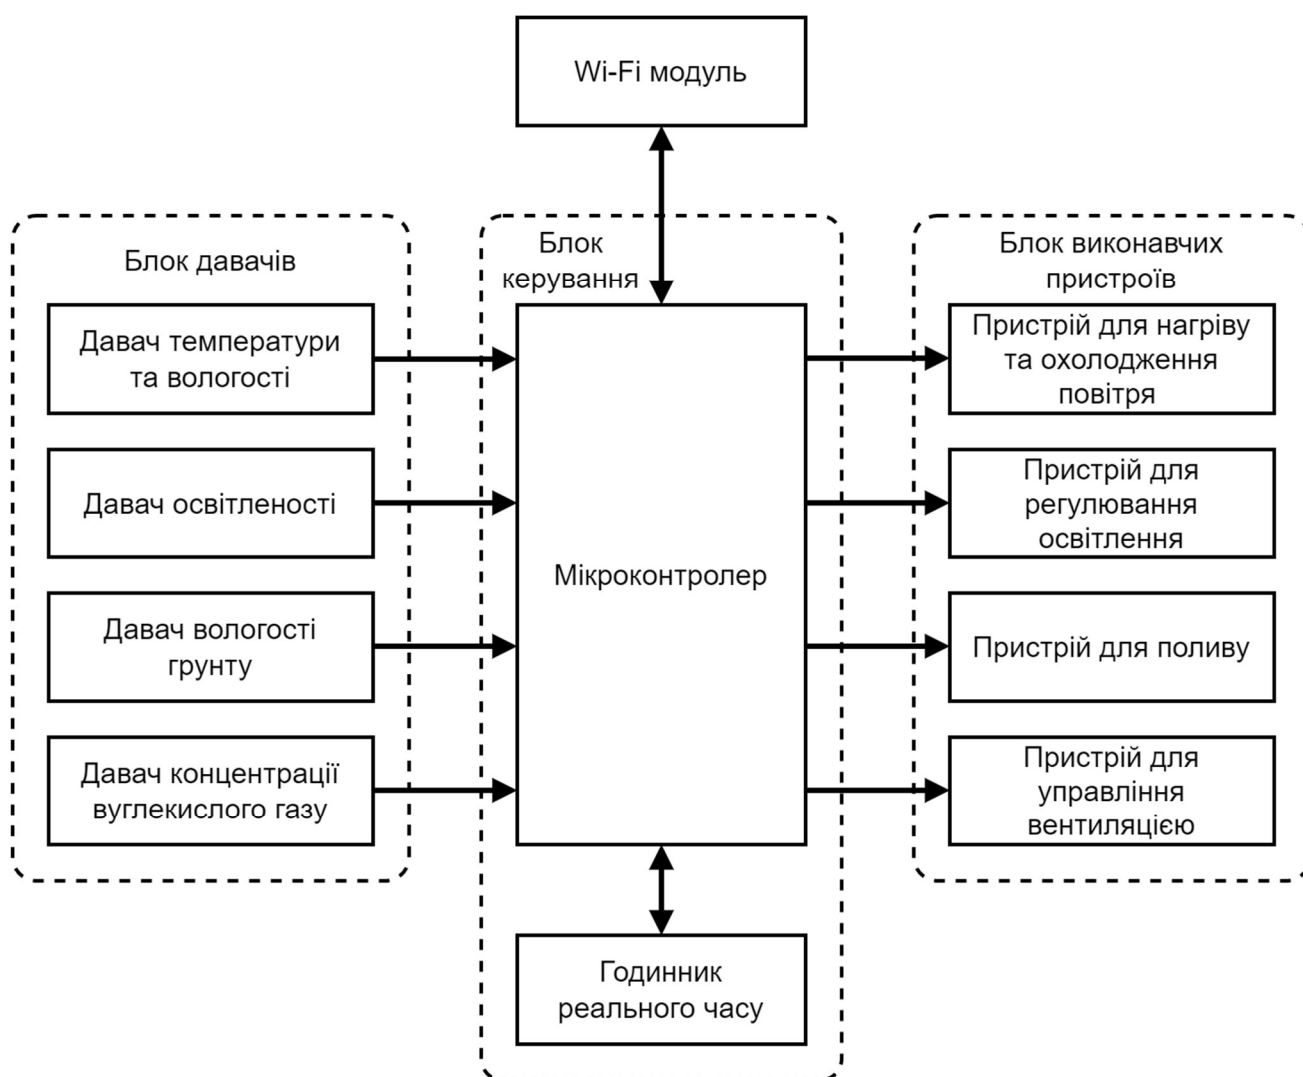 Wi-Fi модуль
Блок давачів
Давач температури
та вологості
Давач освітленості
Давач вологості
грунту
Давач концентрації
вуглекислого газу
Блок
керування
Мікроконтролер
Годинник
реального часу
Блок виконавчих
пристроїв
Пристрій для нагріву
та охолодження
повітря
Пристрій для
регулювання
освітлення
Пристрій для поливу
Пристрій для
управління
вентиляцією